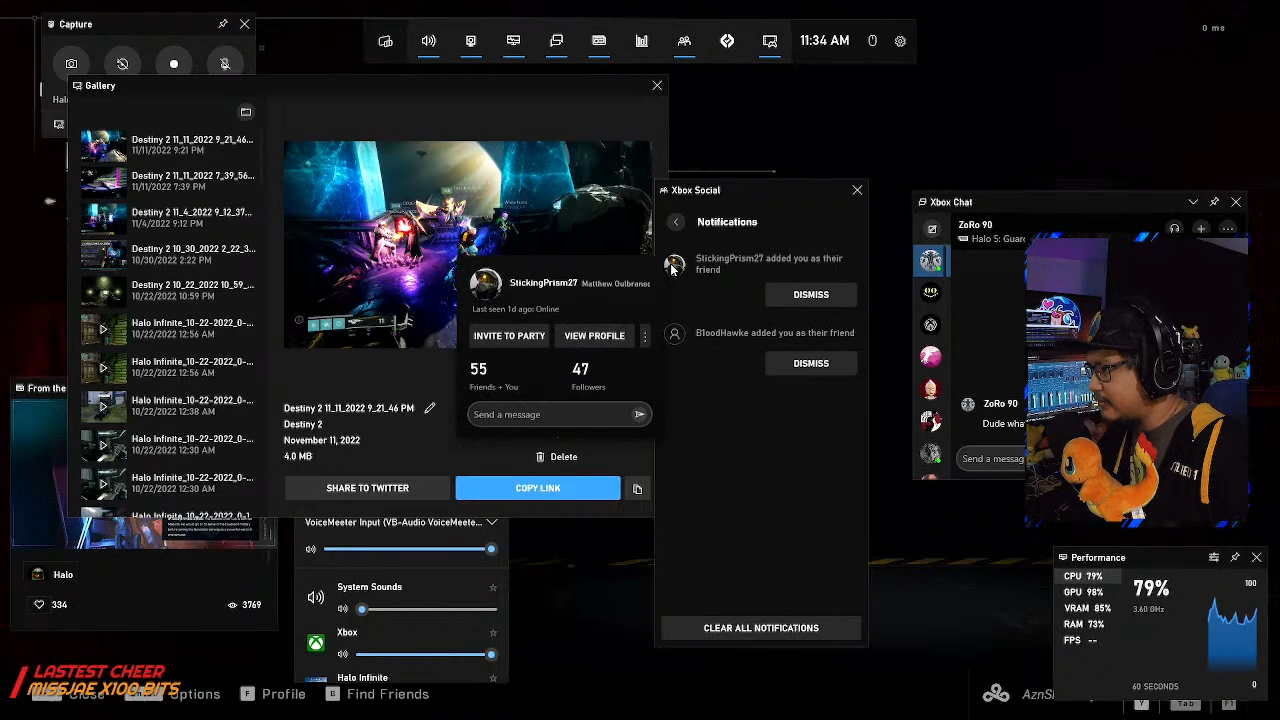 Capture
11:34 AM
0 ms
Gallery
Destiny 2 11_11_2022 9_21_46...
11/11/2022 9:21 PM
Destiny 2 11_11_2022 7_39_56...
11/11/2022 7:39 PM
Destiny 2 11_4_2022 9_12_37...
11/4/2022 9:12 PM
Destiny 2 10_30_2022 2_22_3...
10/30/2022 2:22 PM
Destiny 2 10_22_2022 10_59_...
10/22/2022 10:59 PM
Halo Infinite_10-22-2022_0-...
10/22/2022 12:56 AM
Halo Infinite_10-22-2022_0-...
10/22/2022 12:56 AM
Halo Infinite_10-22-2022_0-...
10/22/2022 12:38 AM
Halo Infinite_10-22-2022_0-...
10/22/2022 12:30 AM
Halo Infinite_10-22-2022_0-...
10/22/2022 12:30 AM
Destiny 2 11_11_2022 9_21_46 PM
Destiny 2
November 11, 2022
4.0 MB
Delete
SHARE TO TWITTER
COPY LINK
StickingPrism27 Matthew Gulbransc
Last seen 1d ago: Online
INVITE TO PARTY
VIEW PROFILE
55
Friends + You
47
Followers
Send a message
Xbox Social
Notifications
StickingPrism27 added you as their
friend
DISMISS
B1oodHawke added you as their friend
DISMISS
CLEAR ALL NOTIFICATIONS
Xbox Chat
ZoRo 90
Halo 5: Guard
ZoRo 90
Dude wha
Send a messag
From the
Halo
334
3769
VoiceMeeter Input (VB-Audio VoiceMeete...
System Sounds
Xbox
Halo Infinite
Performance
CPU 79%
GPU 98%
VRAM 85%
RAM 73%
FPS --
79%
3.60 GHz
100
0
60 SECONDS
LASTEST CHEER
MISSJAE X100 BITS
Close
Options
F Profile
G Find Friends
Y
Tab
F1